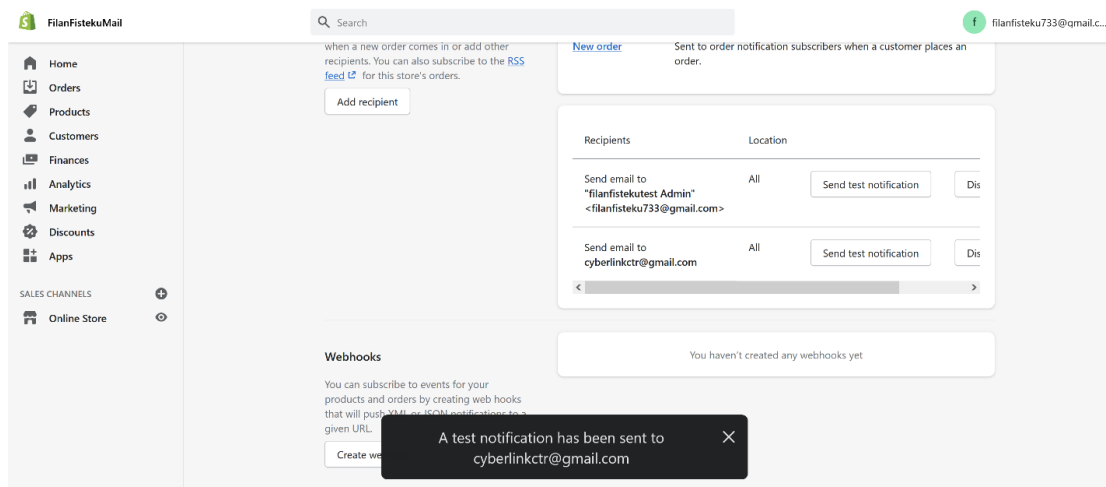 FilanFistekuMail
Search
f
filanfisteku733@gmail.c...
Home
Orders
Products
Customers
Finances
Analytics
Marketing
Discounts
Apps
SALES CHANNELS
Online Store
when a new order comes in or add other
recipients. You can also subscribe to the RSS
feed for this store's orders.
Add recipient
New order
Sent to order notification subscribers when a customer places an
order.
Recipients
Location
Send email to
"filanfistekutest Admin"
<filanfisteku733@gmail.com>
All
Send test notification
Dis
Send email to
cyberlinkctr@gmail.com
All
Send test notification
Dis
Webhooks
You can subscribe to events for your
products and orders by creating web hooks
that will push XML or JSON notifications to a
given URL.
Create we
You haven't created any webhooks yet
A test notification has been sent to
cyberlinkctr@gmail.com